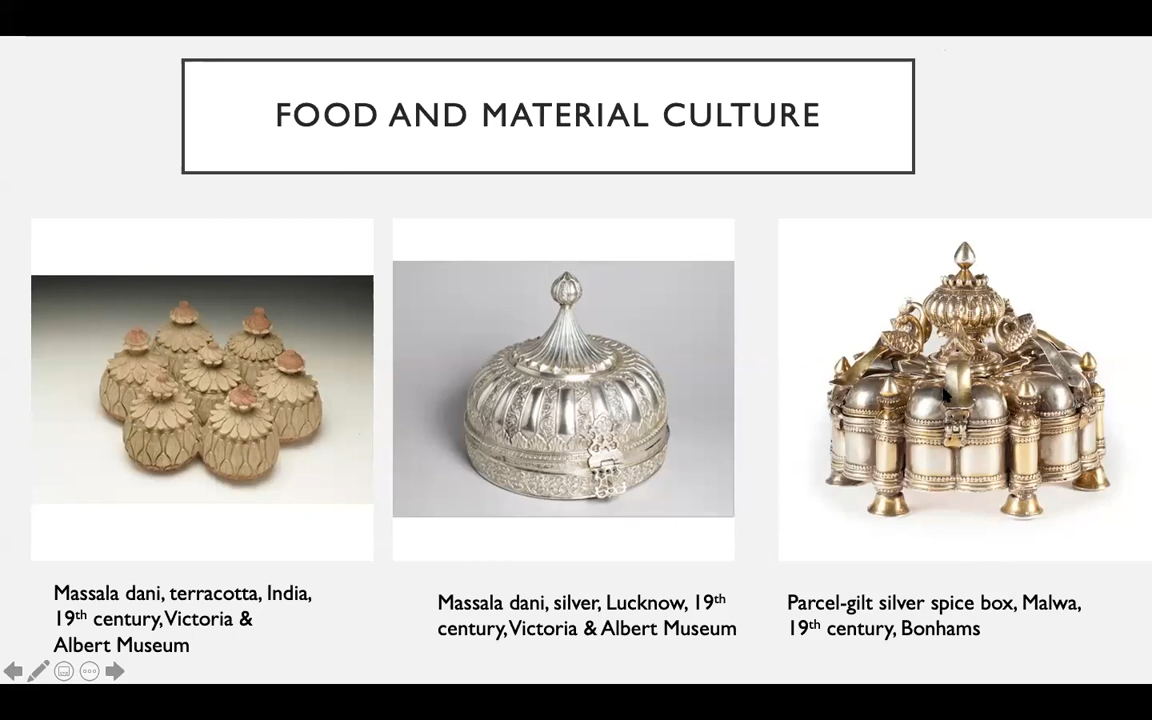 FOOD AND MATERIAL CULTURE
Massala dani, terracotta, India,
19th century, Victoria &
Albert Museum
Massala dani, silver, Lucknow, 19th
century, Victoria & Albert Museum
Parcel-gilt silver spice box, Malwa,
19th century, Bonhams